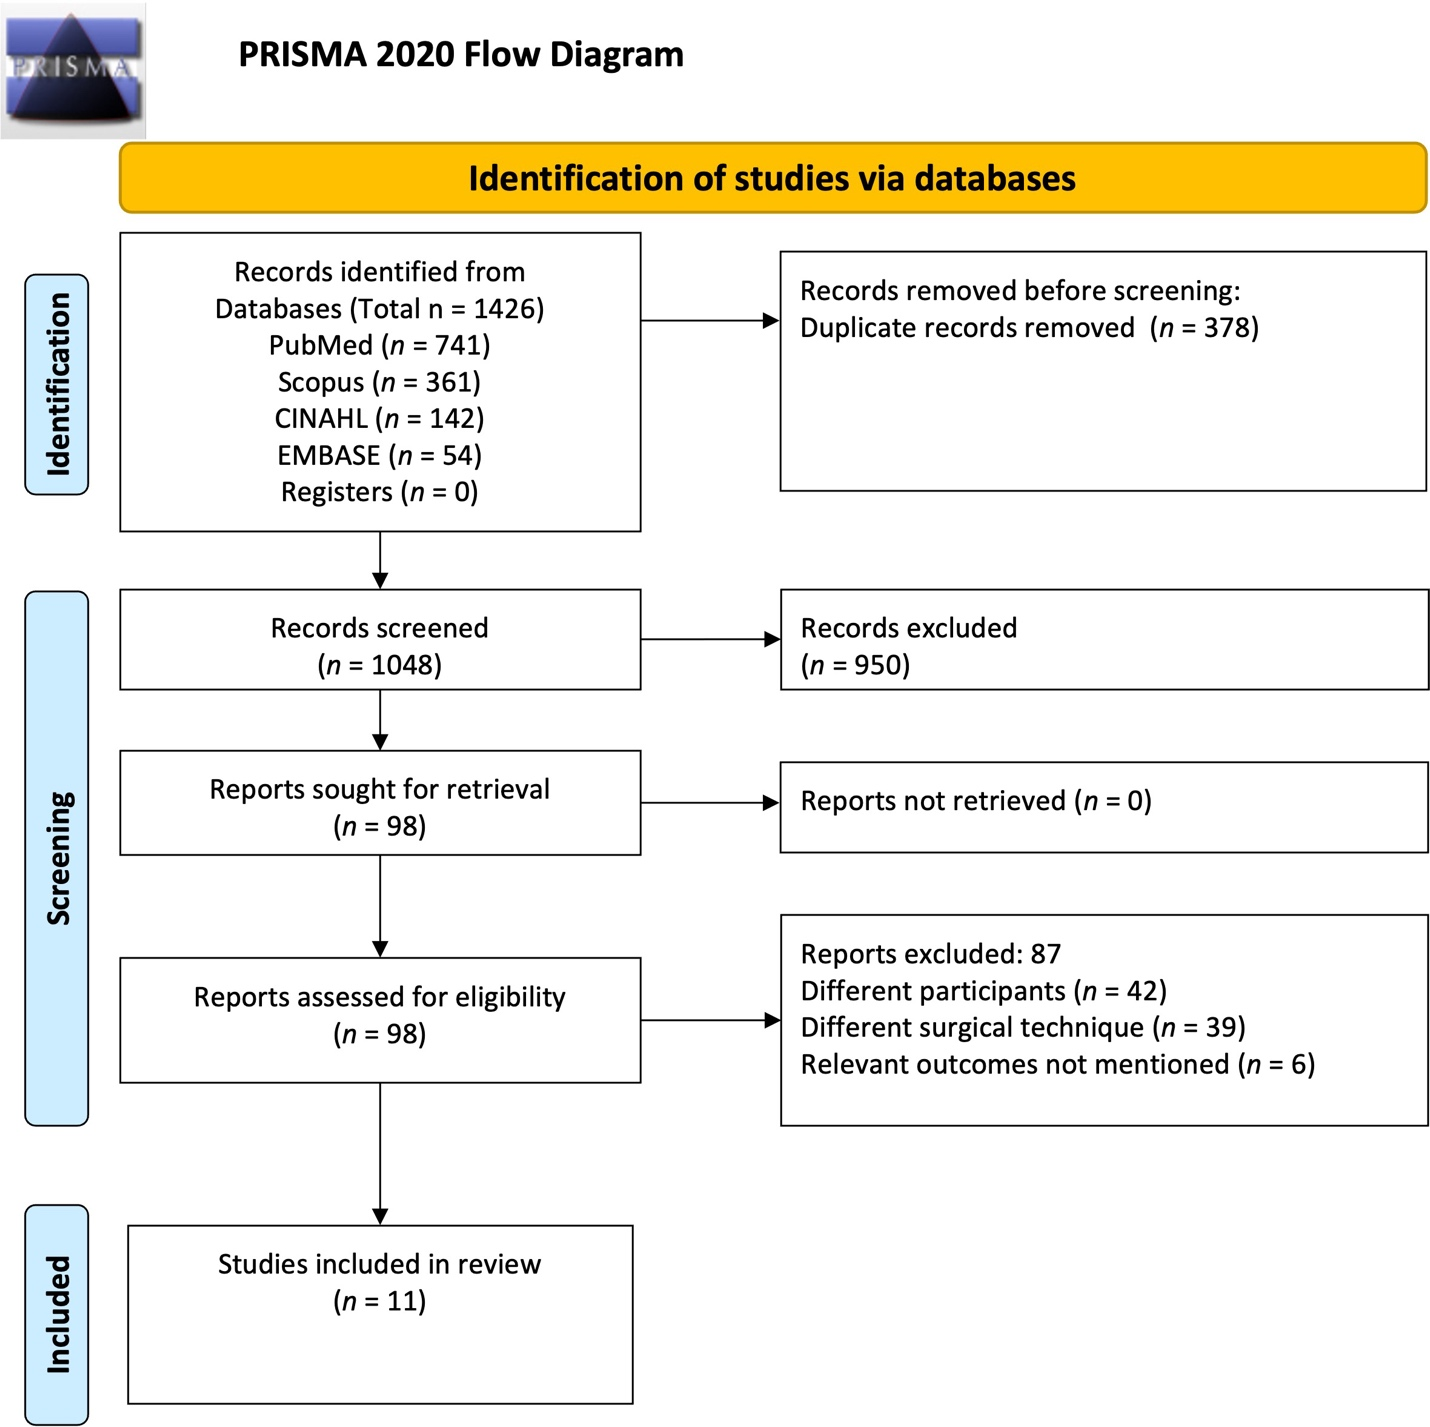 PRISMA
PRISMA 2020 Flow Diagram
Identification of studies via databases
Identification
Records identified from
Databases (Total n = 1426)
PubMed (n = 741)
Scopus (n = 361)
CINAHL (n = 142)
EMBASE (n = 54)
Registers (n = 0)
Records removed before screening:
Duplicate records removed (n = 378)
Screening
Records screened
(n = 1048)
Records excluded
(n = 950)
Reports sought for retrieval
(n = 98)
Reports not retrieved (n = 0)
Reports assessed for eligibility
(n = 98)
Reports excluded: 87
Different participants (n = 42)
Different surgical technique (n = 39)
Relevant outcomes not mentioned (n = 6)
Included
Studies included in review
(n = 11)